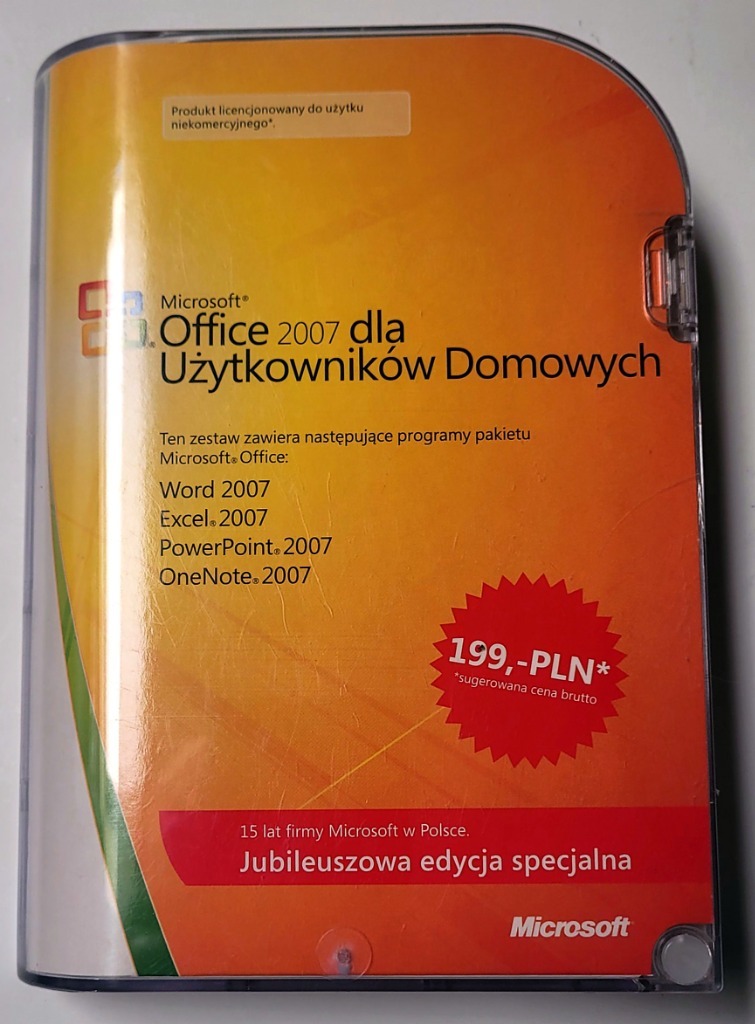 Produkt licencjonowany do użytku
niekomercyjnego*.
Microsoft®
Office 2007 dla
Użytkowników Domowych
Ten zestaw zawiera następujące programy pakietu
Microsoft® Office:
Word 2007
Excel® 2007
PowerPoint® 2007
OneNote® 2007
199,-PLN*
*sugerowana cena brutto
15 lat firmy Microsoft w Polsce.
Jubileuszowa edycja specjalna
Microsoft